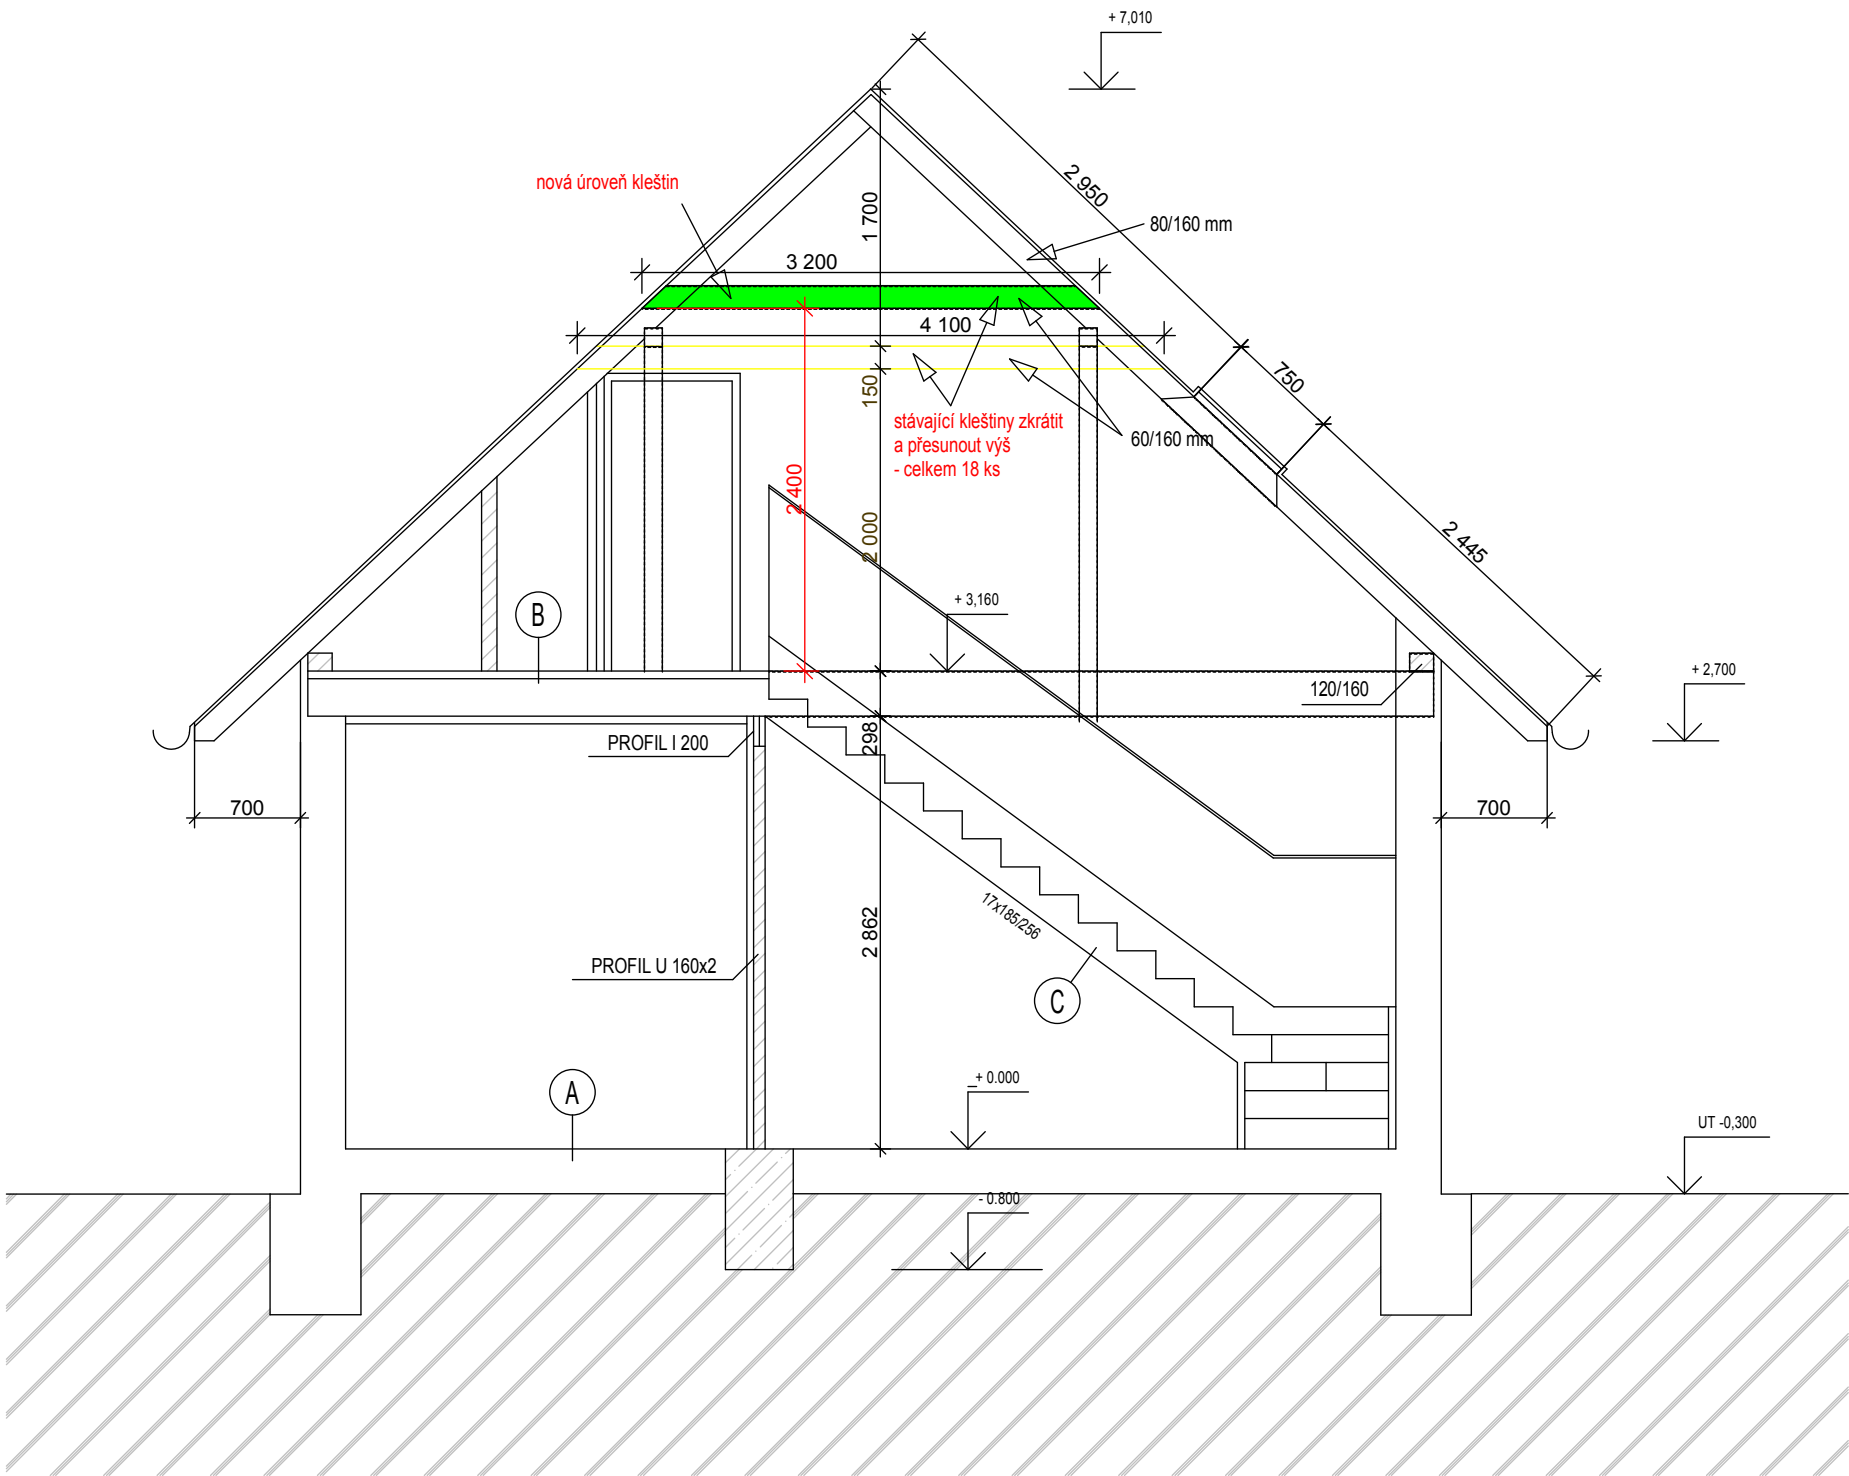 + 7,010
2 950
nová úroveň kleštin
1 700
80/160 mm
3 200
4 100
750
150
stávající kleštiny zkrátit
a přesunout výš
- celkem 18 ks
60/160 mm
2 400
2 000
2 445
+ 3,160
B
+ 2,700
120/160
PROFIL I 200
298
700
700
17x185/256
2 862
PROFIL U 160x2
C
_+ 0.000
A
UT -0,300
- 0.800